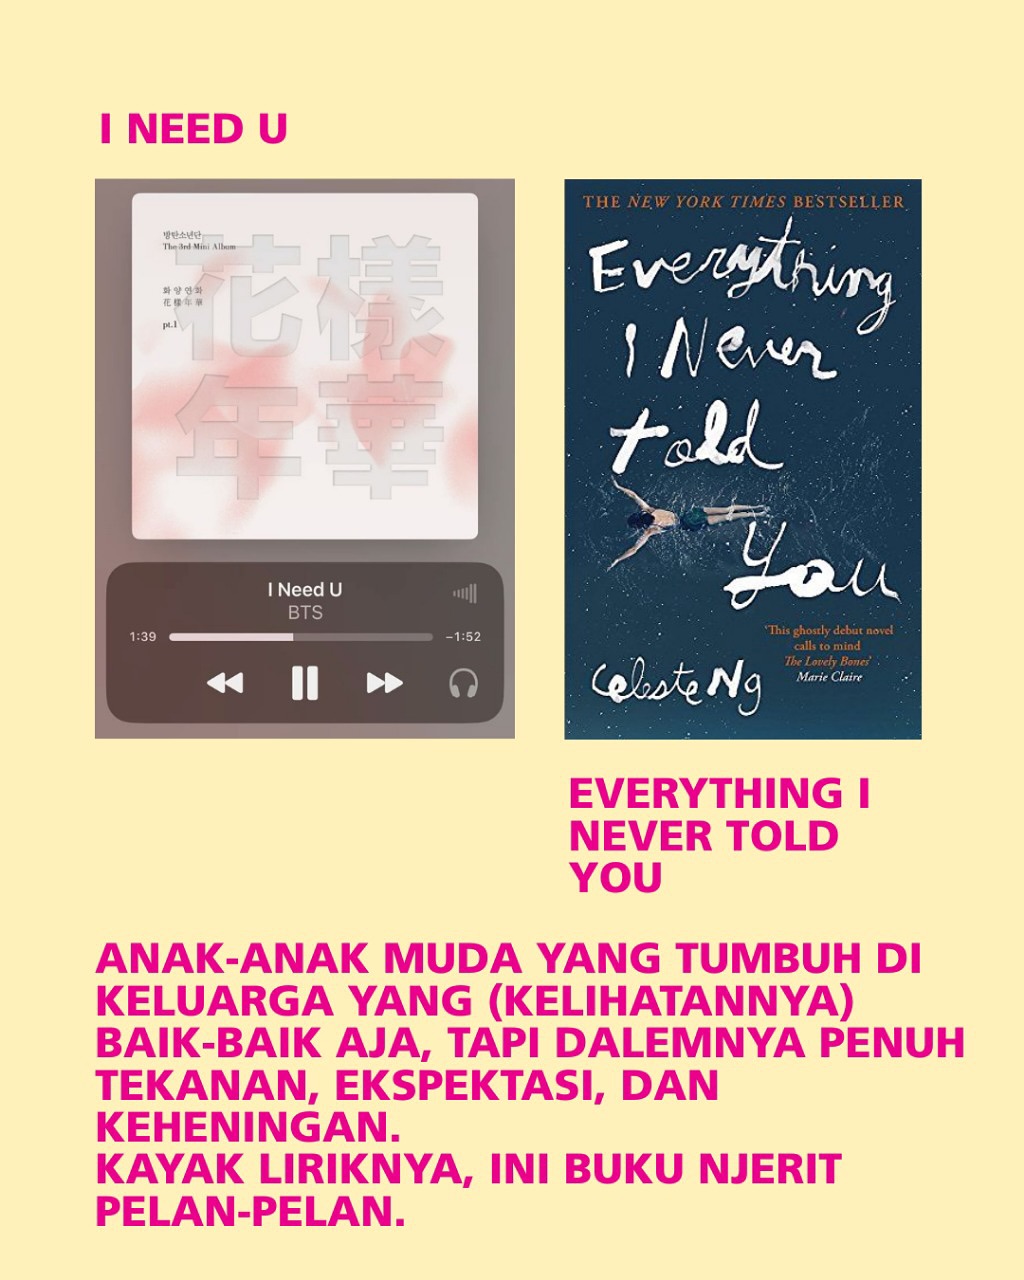 I NEED U
방탄소년단
The 3rd Mini Album
화양연화
花樣年華
pt.1
花樣
年華
I Need U
BTS
1:39
−1:52
THE NEW YORK TIMES BESTSELLER
Everything
I Never
told
You
'This ghostly debut novel
calls to mind
The Lovely Bones'
Marie Claire
Celeste Ng
EVERYTHING I
NEVER TOLD
YOU
ANAK-ANAK MUDA YANG TUMBUH DI
KELUARGA YANG (KELIHATANNYA)
BAIK-BAIK AJA, TAPI DALEMNYA PENUH
TEKANAN, EKSPEKTASI, DAN
KEHENINGAN.
KAYAK LIRIKNYA, INI BUKU NJERIT
PELAN-PELAN.